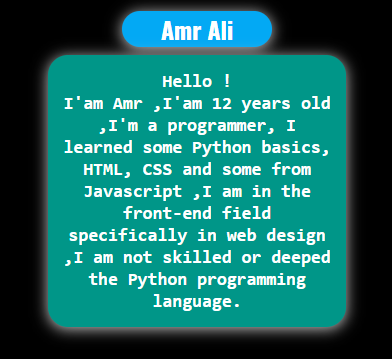 Amr Ali
Hello !
I'am Amr ,I'am 12 years old
,I'm a programmer, I
learned some Python basics,
HTML, CSS and some from
Javascript ,I am in the
front-end field
specifically in web design
,I am not skilled or deeped
the Python programming
language.